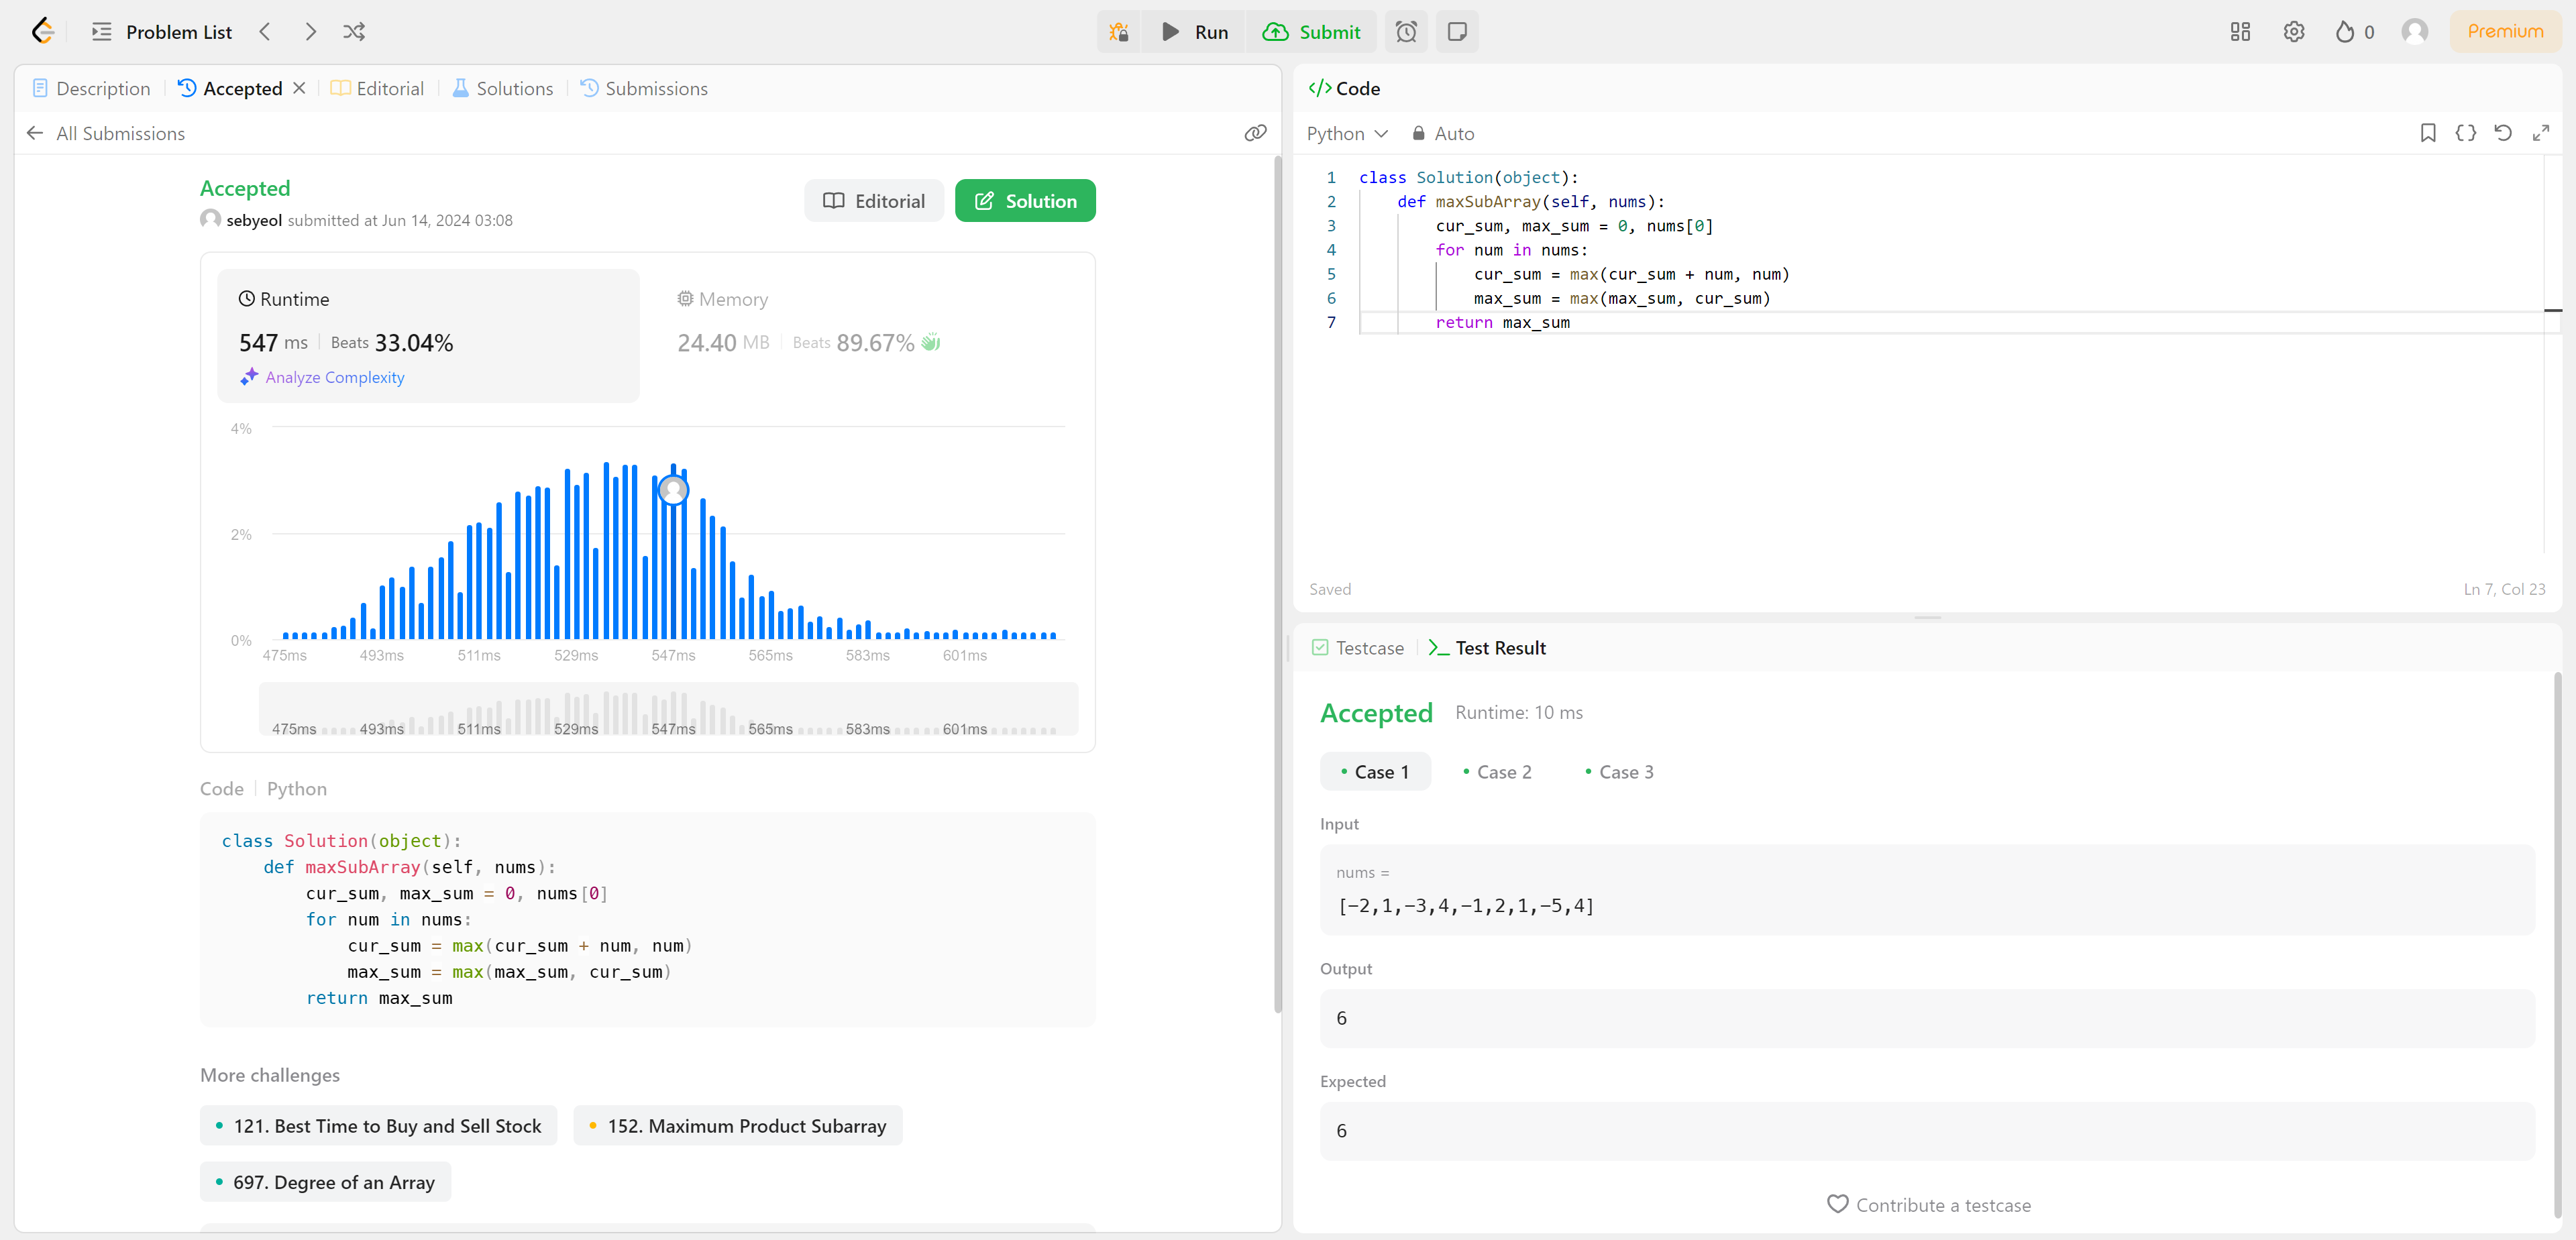 Problem List
Run
Submit
0
Premium
Description
Accepted
Editorial
Solutions
Submissions
All Submissions
Accepted
sebyeol submitted at Jun 14, 2024 03:08
Editorial
Solution
Runtime
547 ms
Beats 33.04%
Analyze Complexity
Memory
24.40 MB
Beats 89.67%
4%
2%
0%
475ms 493ms 511ms 529ms 547ms 565ms 583ms 601ms
475ms 493ms 511ms 529ms 547ms 565ms 583ms 601ms
Code
Python
class Solution(object):
    def maxSubArray(self, nums):
        cur_sum, max_sum = 0, nums[0]
        for num in nums:
            cur_sum = max(cur_sum + num, num)
            max_sum = max(max_sum, cur_sum)
        return max_sum
More challenges
121. Best Time to Buy and Sell Stock
152. Maximum Product Subarray
697. Degree of an Array
</> Code
Python
Auto
1 class Solution(object):
2     def maxSubArray(self, nums):
3         cur_sum, max_sum = 0, nums[0]
4         for num in nums:
5             cur_sum = max(cur_sum + num, num)
6             max_sum = max(max_sum, cur_sum)
7         return max_sum
Saved
Ln 7, Col 23
Testcase
Test Result
Accepted
Runtime: 10 ms
Case 1
Case 2
Case 3
Input
nums =
[-2,1,-3,4,-1,2,1,-5,4]
Output
6
Expected
6
Contribute a testcase